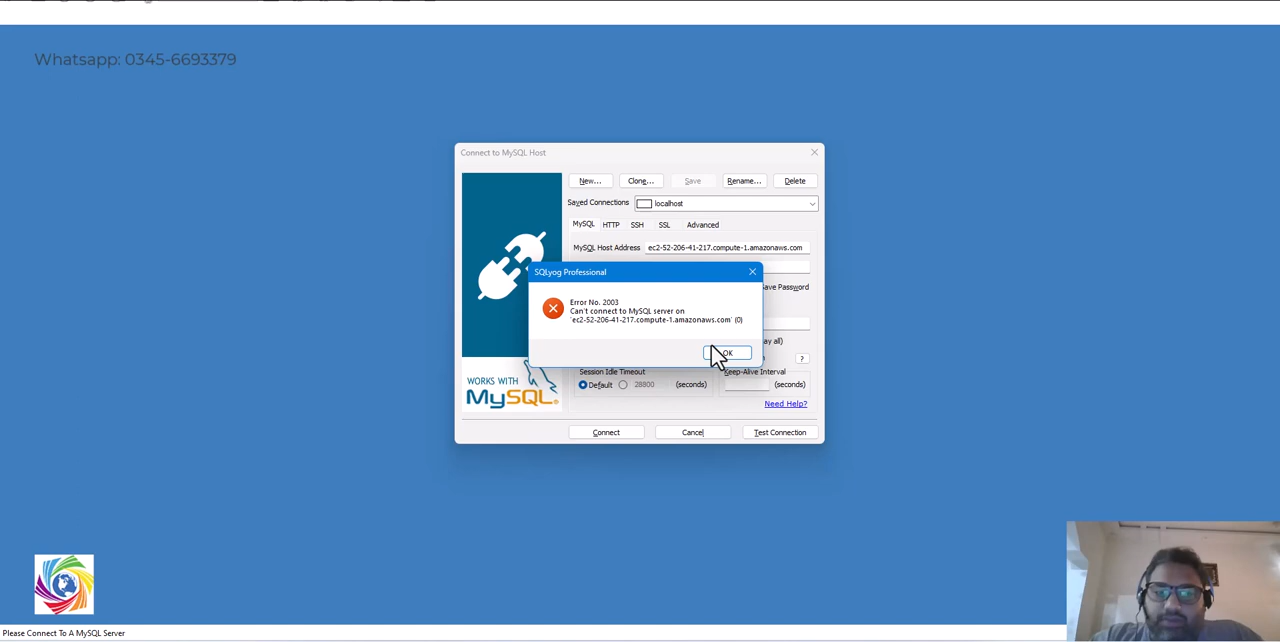 Whatsapp: 0345-6693379
Connect to MySQL Host
New...
Clone...
Save
Rename...
Delete
Saved Connections
localhost
MySQL
HTTP
SSH
SSL
Advanced
MySQL Host Address
ec2-52-206-41-217.compute-1.amazonaws.com
SQLyog Professional
Save Password
Error No. 2003
Can't connect to MySQL server on
'ec2-52-206-41-217.compute-1.amazonaws.com' (0)
OK
?
Session Idle Timeout
Keep-Alive Interval
Default
28800
(seconds)
(seconds)
WORKS WITH
MySQL
Need Help?
Connect
Cancel
Test Connection
Please Connect To A MySQL Server